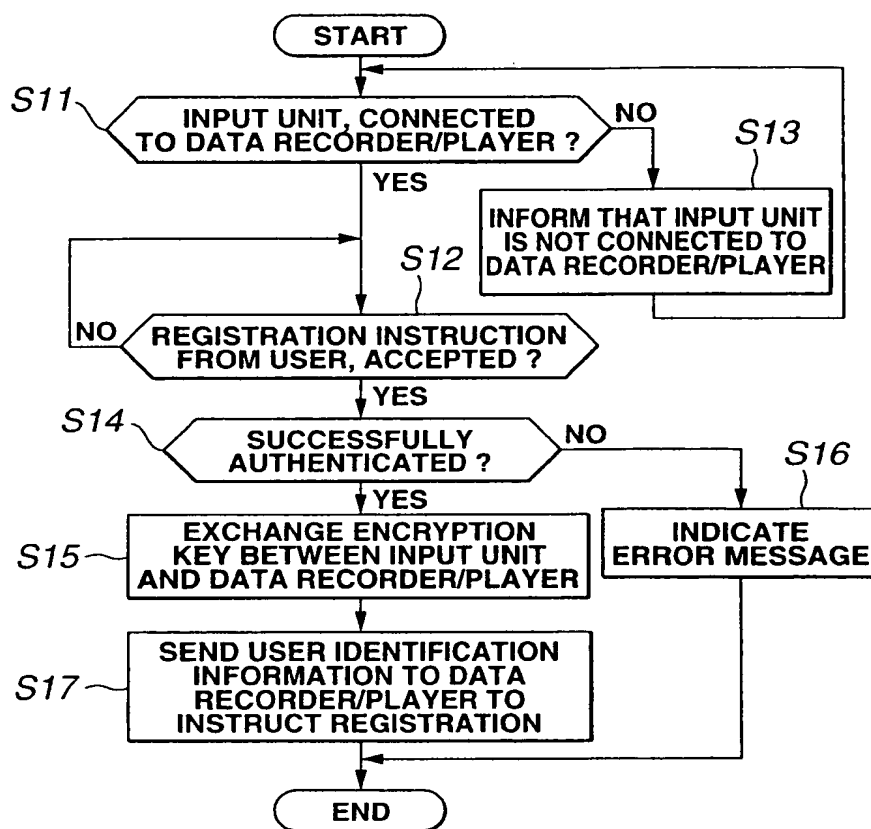 START
S11
INPUT UNIT, CONNECTED
TO DATA RECORDER/PLAYER ?
NO
S13
YES
INFORM THAT INPUT UNIT
IS NOT CONNECTED TO
DATA RECORDER/PLAYER
S12
NO
REGISTRATION INSTRUCTION
FROM USER, ACCEPTED ?
YES
S14
SUCCESSFULLY
AUTHENTICATED ?
NO
S16
YES
INDICATE
ERROR MESSAGE
S15
EXCHANGE ENCRYPTION
KEY BETWEEN INPUT UNIT
AND DATA RECORDER/PLAYER
S17
SEND USER IDENTIFICATION
INFORMATION TO DATA
RECORDER/PLAYER TO
INSTRUCT REGISTRATION
END